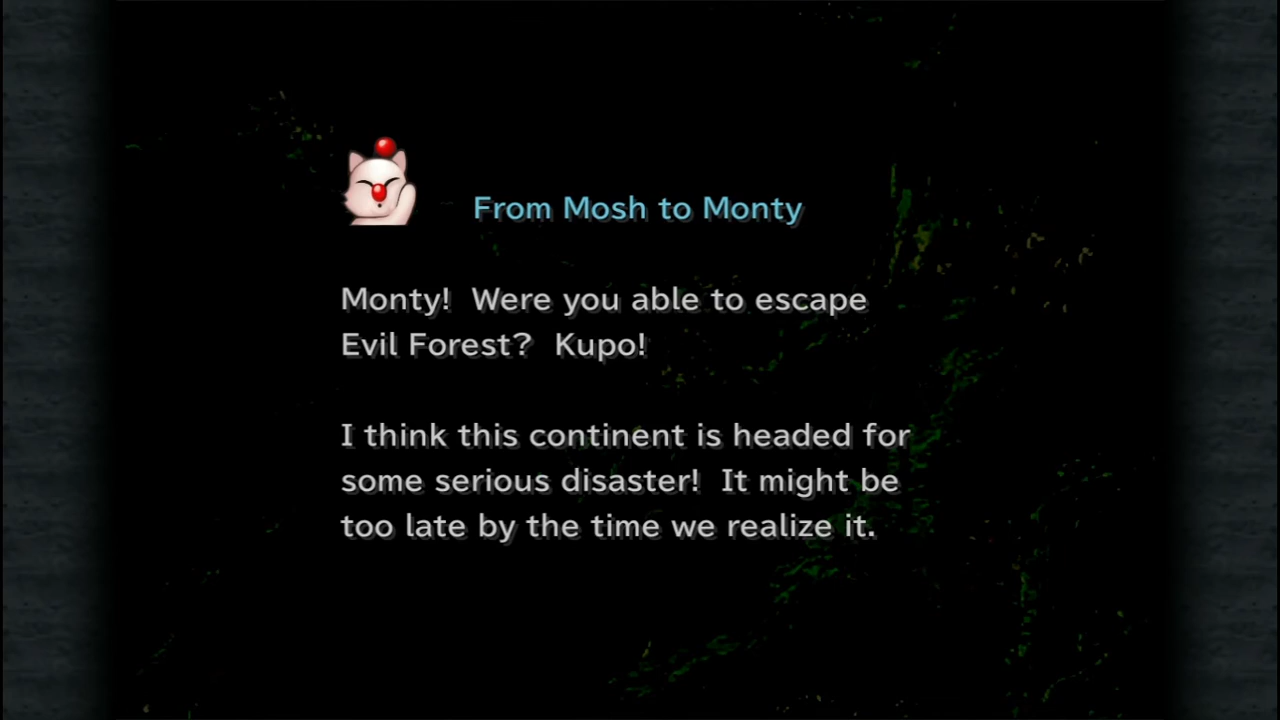 From Mosh to Monty
Monty! Were you able to escape
Evil Forest? Kupo!
I think this continent is headed for
some serious disaster! It might be
too late by the time we realize it.